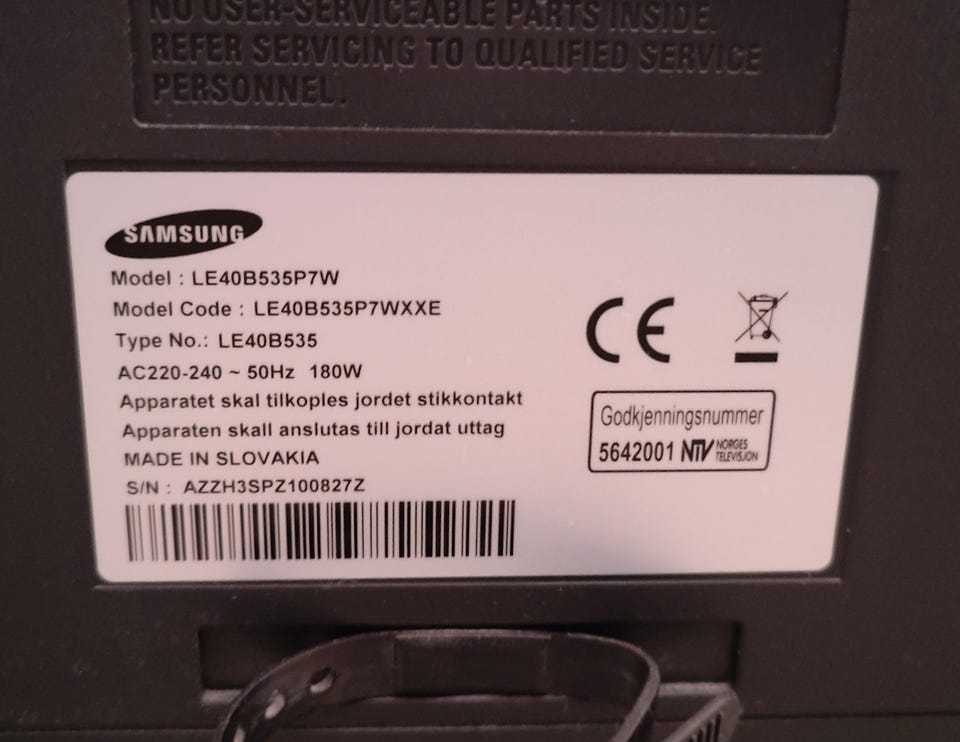 NO USER-SERVICEABLE PARTS INSIDE.
REFER SERVICING TO QUALIFIED SERVICE
PERSONNEL.
SAMSUNG
Model : LE40B535P7W
Model Code : LE40B535P7WXXE
Type No.: LE40B535
AC220-240 ~ 50Hz 180W
Apparatet skal tilkoples jordet stikkontakt
Apparaten skall anslutas till jordat uttag
MADE IN SLOVAKIA
S/N : AZZH3SPZ100827Z
CE
Godkjenningsnummer
5642001 NTV NORGES TELEVISJON